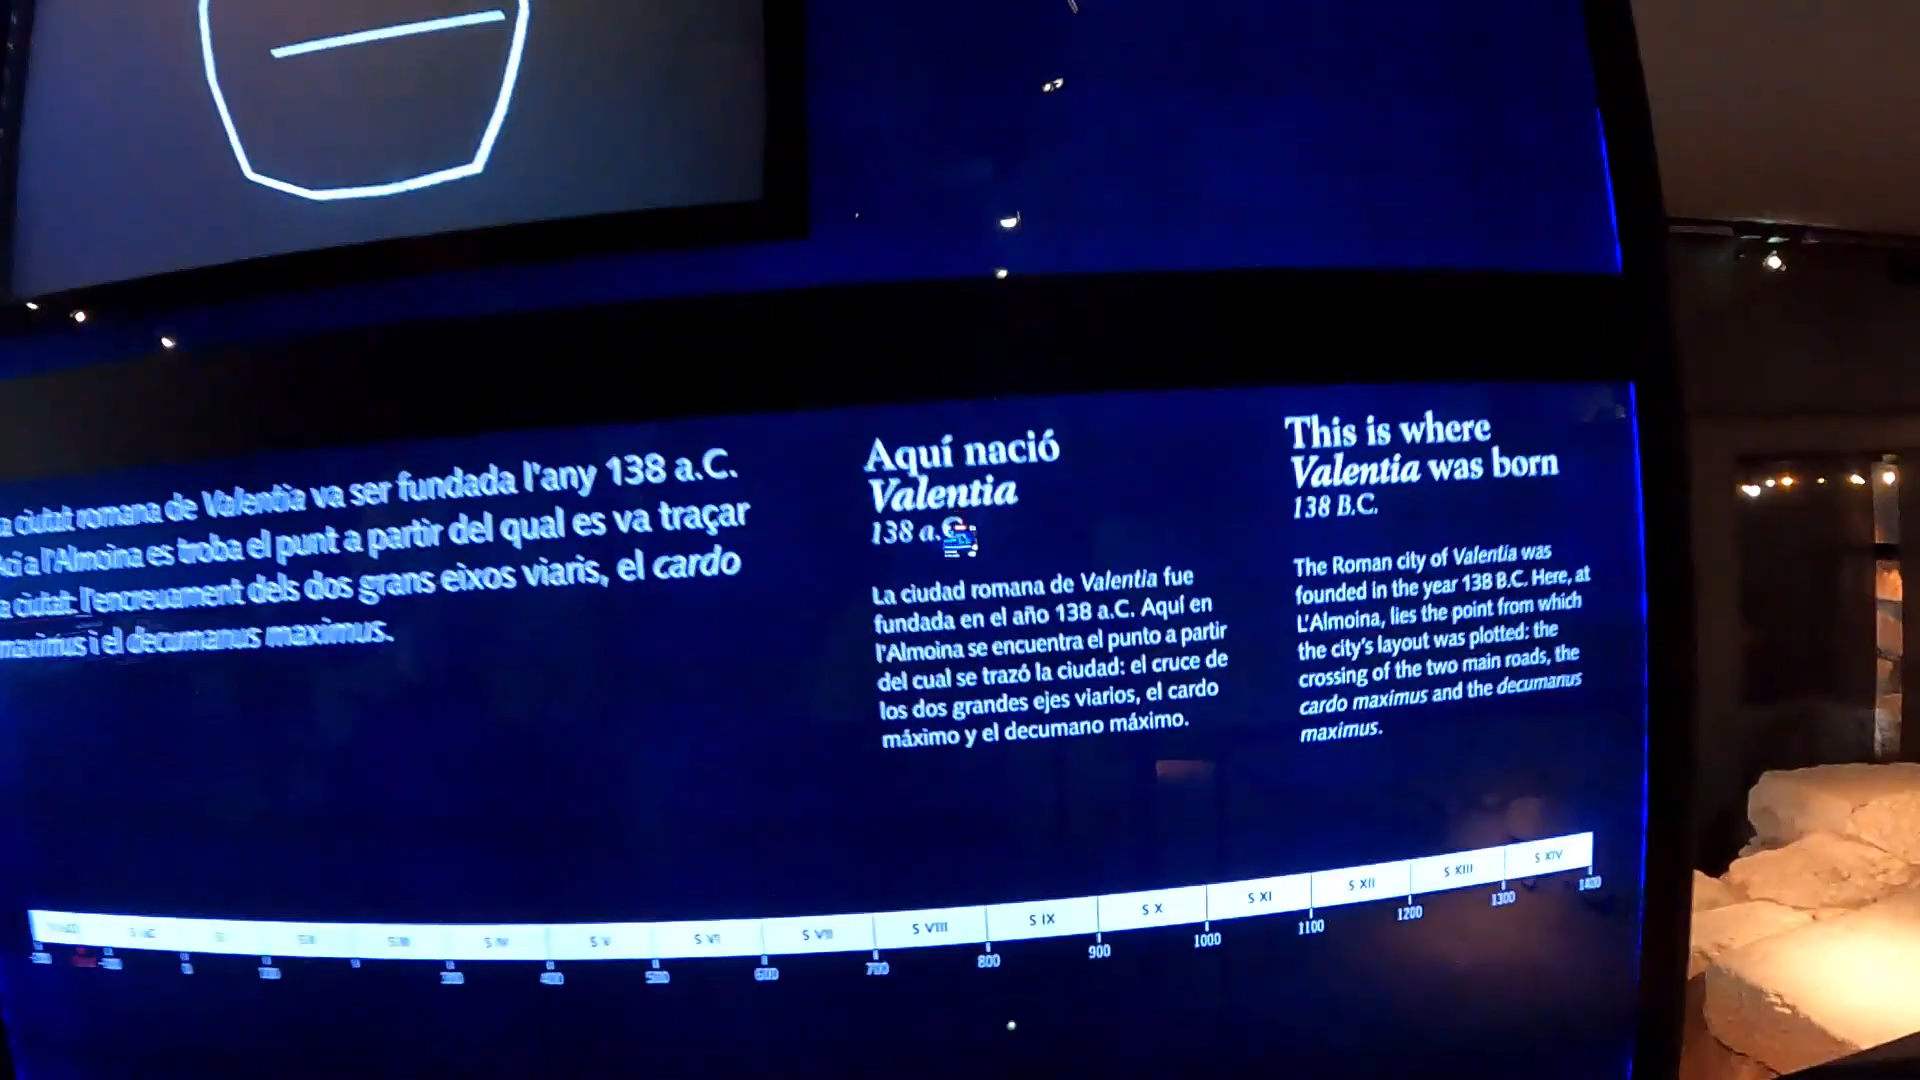 a ciutat romana de Valentia va ser fundada l'any 138 a.C.
Ací a l'Almoina es troba el punt a partir del qual es va traçar
a ciutat: l'encreuament dels dos grans eixos viaris, el cardo
maximus i el decumanus maximus.
Aquí nació
Valentia
138 a.C.
La ciudad romana de Valentia fue
fundada en el año 138 a.C. Aquí en
l'Almoina se encuentra el punto a partir
del cual se trazó la ciudad: el cruce de
los dos grandes ejes viarios, el cardo
máximo y el decumano máximo.
This is where
Valentia was born
138 B.C.
The Roman city of Valentia was
founded in the year 138 B.C. Here, at
L'Almoina, lies the point from which
the city's layout was plotted: the
crossing of the two main roads, the
cardo maximus and the decumanus
maximus.
S V S VI S VII S VIII S IX S X S XI S XII S XIII S XIV
300 400 500 600 700 800 900 1000 1100 1200 1300 1400